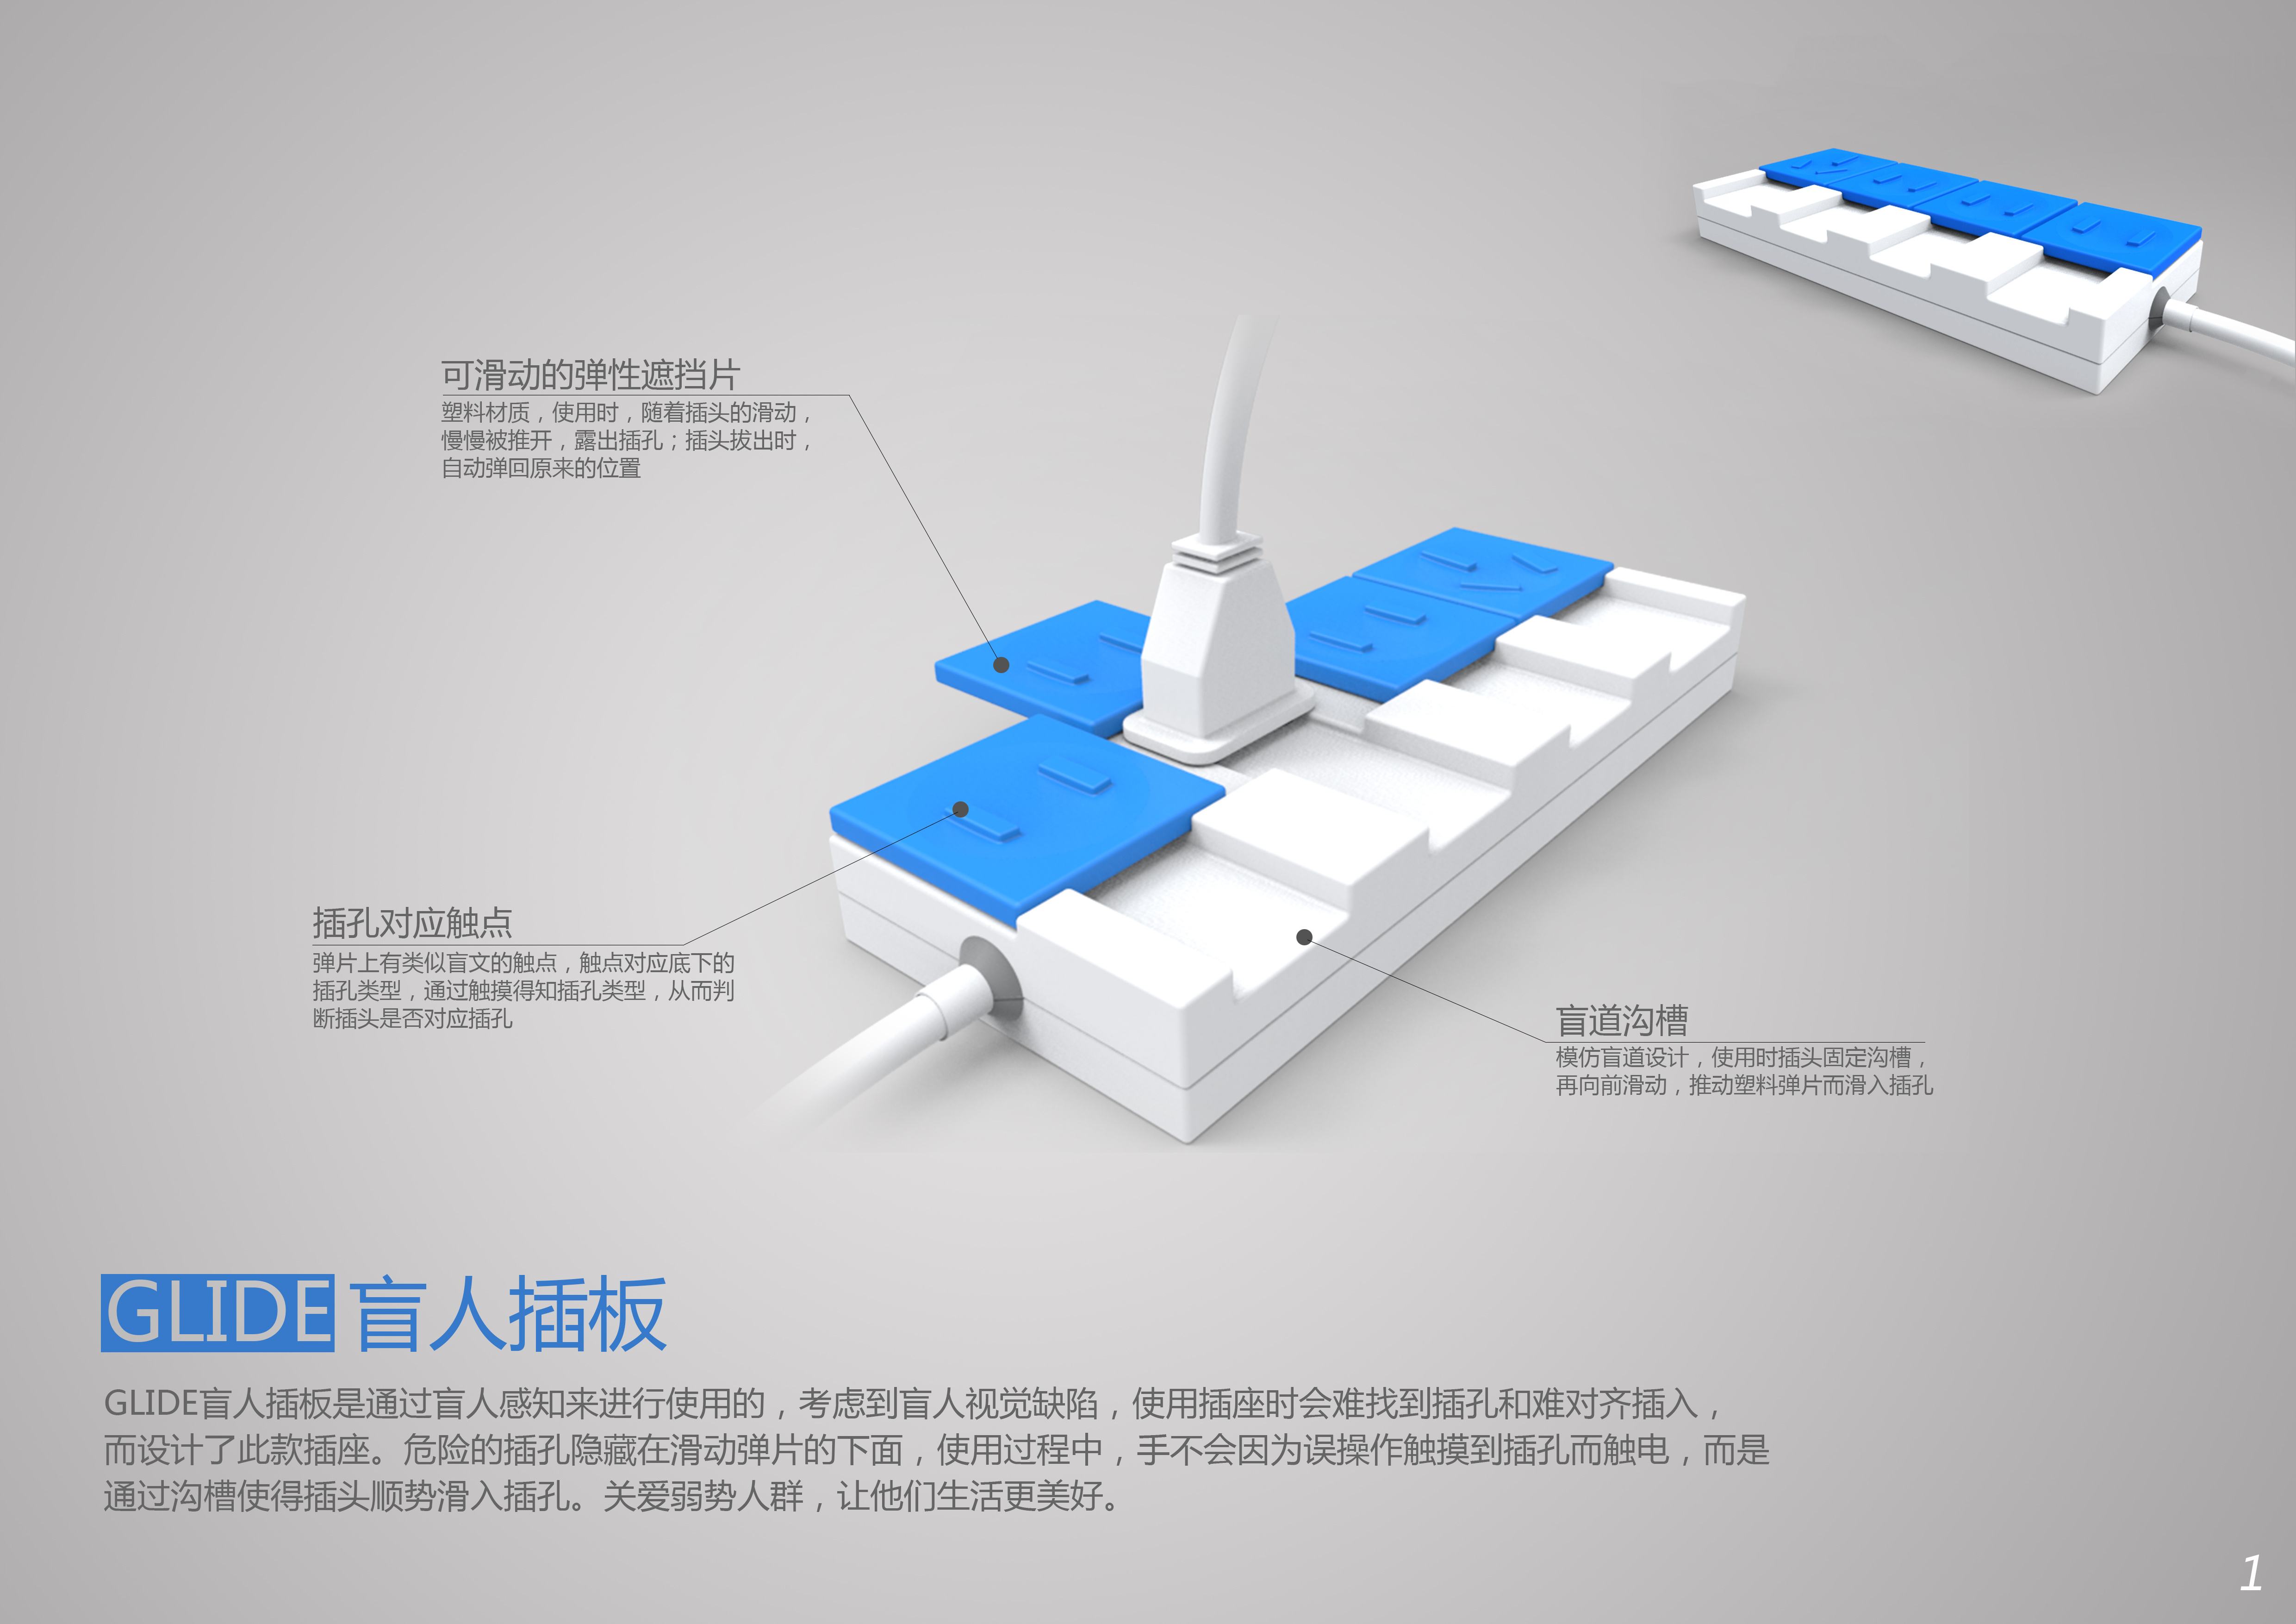 可滑动的弹性遮挡片
塑料材质，使用时，随着插头的滑动，
慢慢被推开，露出插孔；插头拔出时，
自动弹回原来的位置
插孔对应触点
弹片上有类似盲文的触点，触点对应底下的
插孔类型，通过触摸得知插孔类型，从而判
断插头是否对应插孔
盲道沟槽
模仿盲道设计，使用时插头固定沟槽，
再向前滑动，推动塑料弹片而滑入插孔
GLIDE 盲人插板
GLIDE盲人插板是通过盲人感知来进行使用的，考虑到盲人视觉缺陷，使用插座时会难找到插孔和难对齐插入，
而设计了此款插座。危险的插孔隐藏在滑动弹片的下面，使用过程中，手不会因为误操作触摸到插孔而触电，而是
通过沟槽使得插头顺势滑入插孔。关爱弱势人群，让他们生活更美好。
1